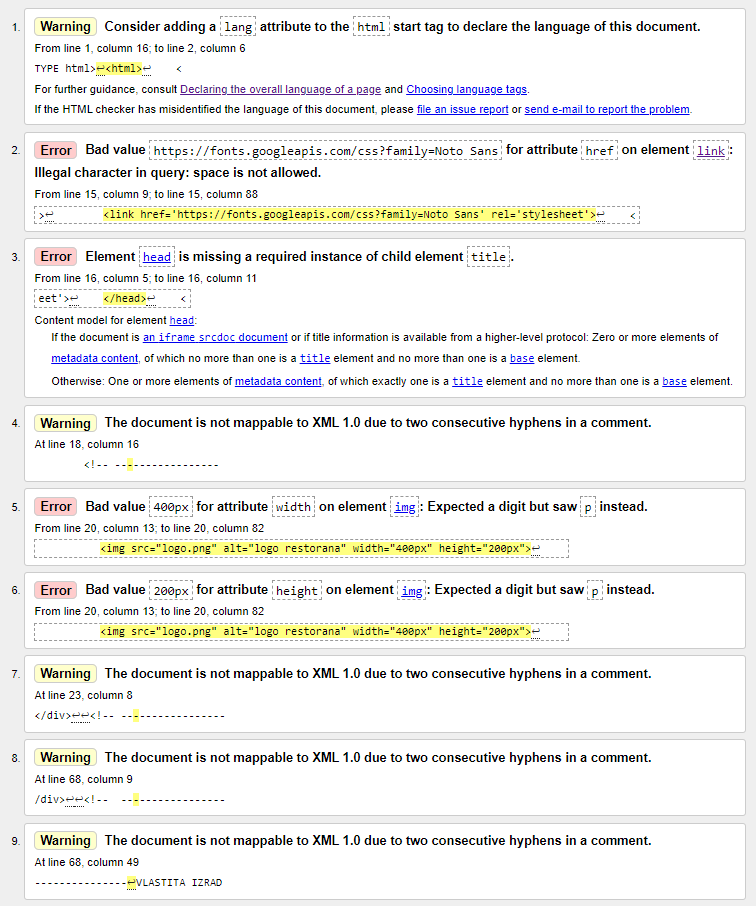 1. Warning Consider adding a lang attribute to the html start tag to declare the language of this document.
From line 1, column 16; to line 2, column 6
TYPE html>↩<html>↩    <
For further guidance, consult Declaring the overall language of a page and Choosing language tags.
If the HTML checker has misidentified the language of this document, please file an issue report or send e-mail to report the problem.
2. Error Bad value https://fonts.googleapis.com/css?family=Noto Sans for attribute href on element link:
Illegal character in query: space is not allowed.
From line 15, column 9; to line 15, column 88
>↩        <link href='https://fonts.googleapis.com/css?family=Noto Sans' rel='stylesheet'>↩    <
3. Error Element head is missing a required instance of child element title.
From line 16, column 5; to line 16, column 11
eet'>↩    </head>↩    <
Content model for element head:
If the document is an iframe srcdoc document or if title information is available from a higher-level protocol: Zero or more elements of
metadata content, of which no more than one is a title element and no more than one is a base element.
Otherwise: One or more elements of metadata content, of which exactly one is a title element and no more than one is a base element.
4. Warning The document is not mappable to XML 1.0 due to two consecutive hyphens in a comment.
At line 18, column 16
<!-- ----------------
5. Error Bad value 400px for attribute width on element img: Expected a digit but saw p instead.
From line 20, column 13; to line 20, column 82
<img src="logo.png" alt="logo restorana" width="400px" height="200px">↩
6. Error Bad value 200px for attribute height on element img: Expected a digit but saw p instead.
From line 20, column 13; to line 20, column 82
<img src="logo.png" alt="logo restorana" width="400px" height="200px">↩
7. Warning The document is not mappable to XML 1.0 due to two consecutive hyphens in a comment.
At line 23, column 8
</div>↩↩<!-- ----------------
8. Warning The document is not mappable to XML 1.0 due to two consecutive hyphens in a comment.
At line 68, column 9
/div>↩↩<!--  ----------------
9. Warning The document is not mappable to XML 1.0 due to two consecutive hyphens in a comment.
At line 68, column 49
---------------↩VLASTITA IZRAD